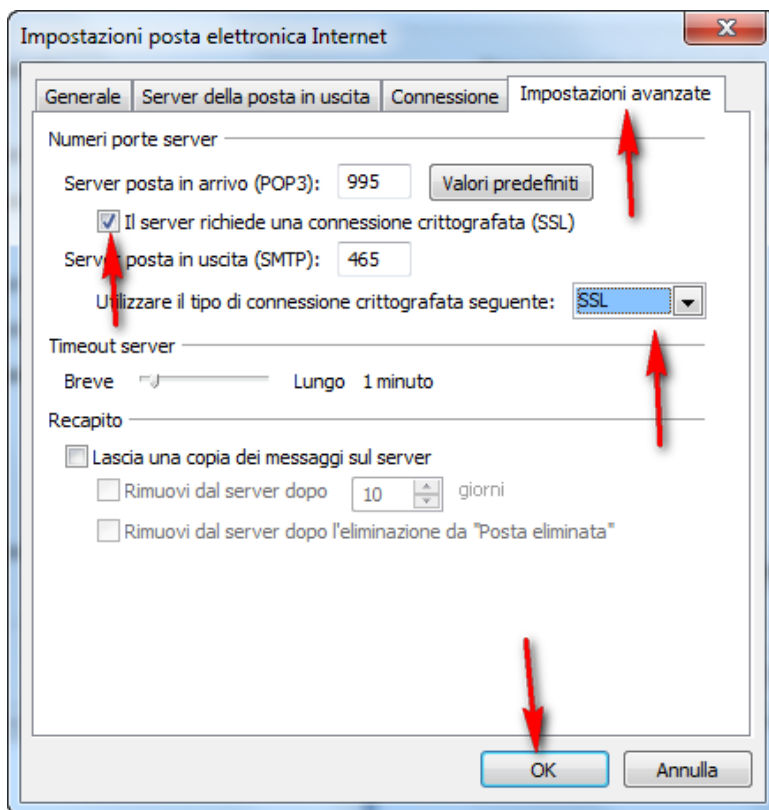 Impostazioni posta elettronica Internet
X
Generale Server della posta in uscita Connessione Impostazioni avanzate
Numeri porte server
Server posta in arrivo (POP3): 995 Valori predefiniti
Il server richiede una connessione crittografata (SSL)
Server posta in uscita (SMTP): 465
Utilizzare il tipo di connessione crittografata seguente: SSL
Timeout server
Breve Lungo 1 minuto
Recapito
Lascia una copia dei messaggi sul server
Rimuovi dal server dopo 10 giorni
Rimuovi dal server dopo l'eliminazione da "Posta eliminata"
OK Annulla